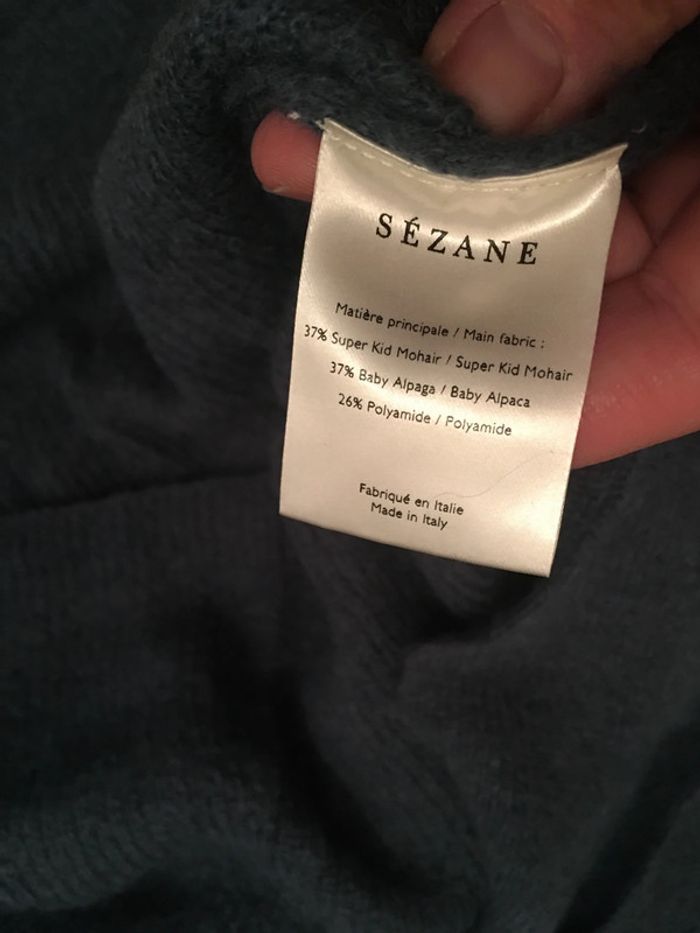 SÉZANE
Matière principale / Main fabric :
37% Super Kid Mohair / Super Kid Mohair
37% Baby Alpaga / Baby Alpaca
26% Polyamide / Polyamide
Fabriqué en Italie
Made in Italy